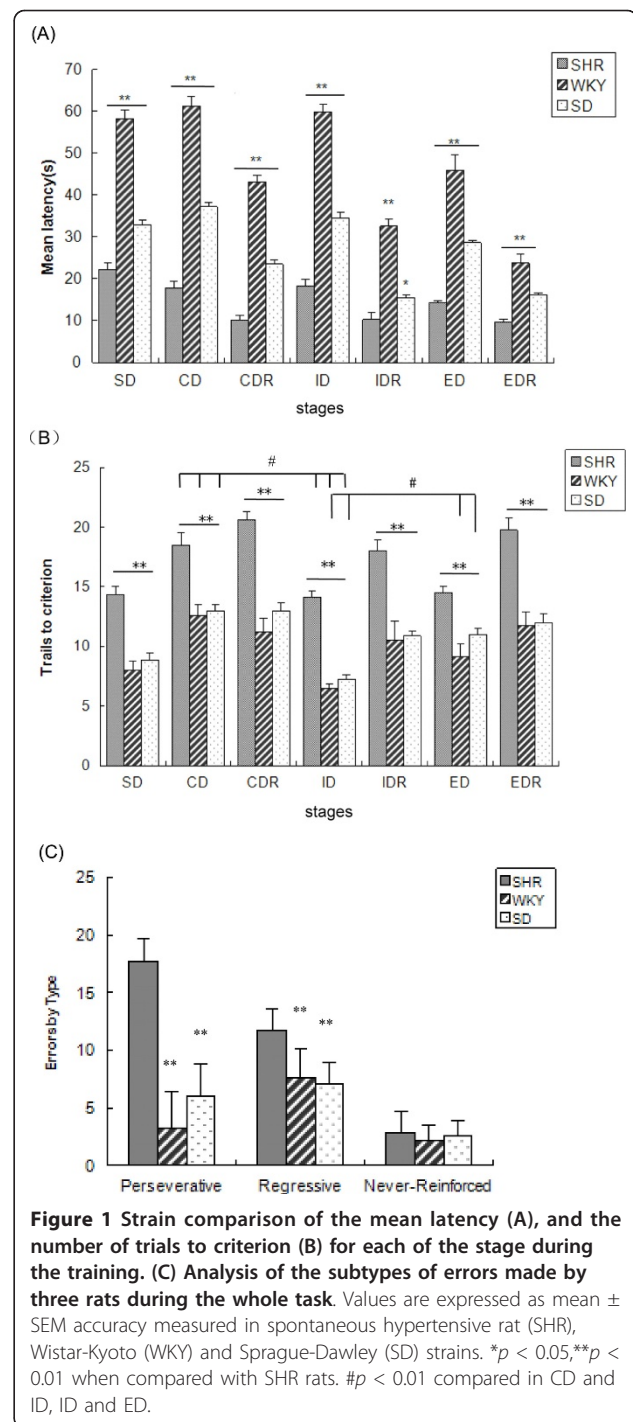 (A)
SHR
WKY
SD
70
60
50
40
30
20
10
0
Mean latency(s)
** ** ** ** ** * ** **
SD CD CDR ID IDR ED EDR
stages
(B)
SHR
WKY
SD
25
20
15
10
5
0
Trails to criterion
# #
** ** ** ** ** ** **
SD CD CDR ID IDR ED EDR
stages
(C)
SHR
WKY
SD
25
20
15
10
5
0
Errors by Type
** ** ** **
Perseverative Regressive Never-Reinforced
Figure 1 Strain comparison of the mean latency (A), and the
number of trials to criterion (B) for each of the stage during
the training. (C) Analysis of the subtypes of errors made by
three rats during the whole task. Values are expressed as mean ±
SEM accuracy measured in spontaneous hypertensive rat (SHR),
Wistar-Kyoto (WKY) and Sprague-Dawley (SD) strains. *p < 0.05,**p <
0.01 when compared with SHR rats. #p < 0.01 compared in CD and
ID, ID and ED.